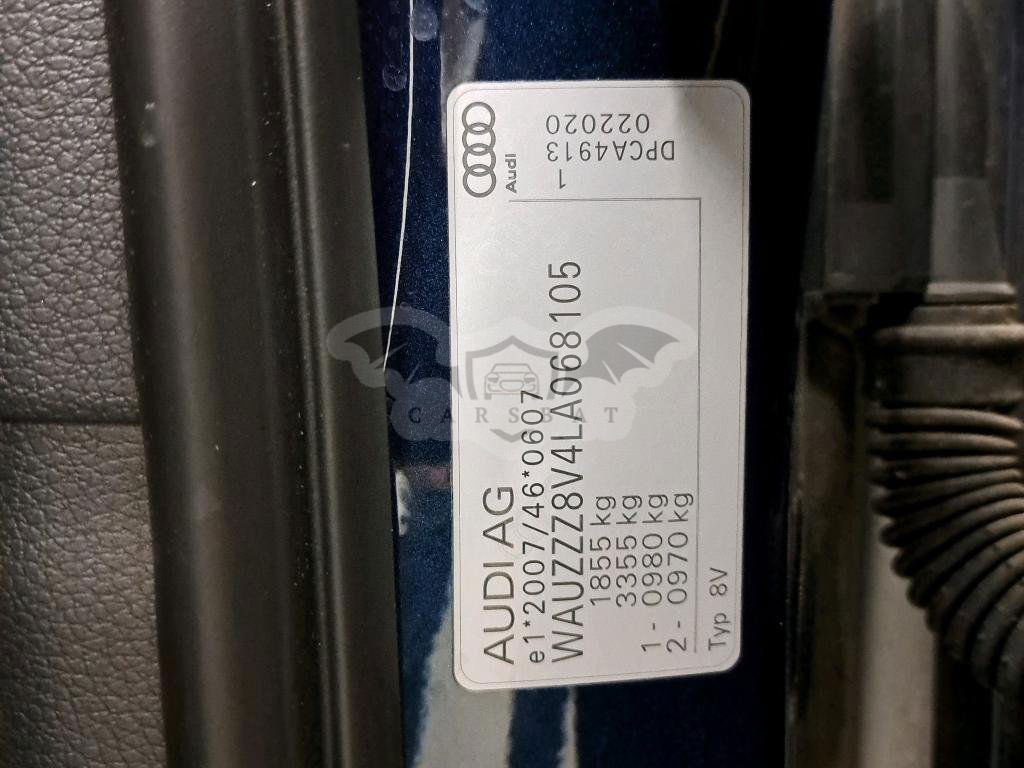 AUDI AG
e1*2007/46*0607
WAUZZZ8V4LA068105
1855 kg
3355 kg
1 - 0980 kg
2 - 0970 kg
Typ 8V
Audi
1
DPCA4913
022020
CARSBAT